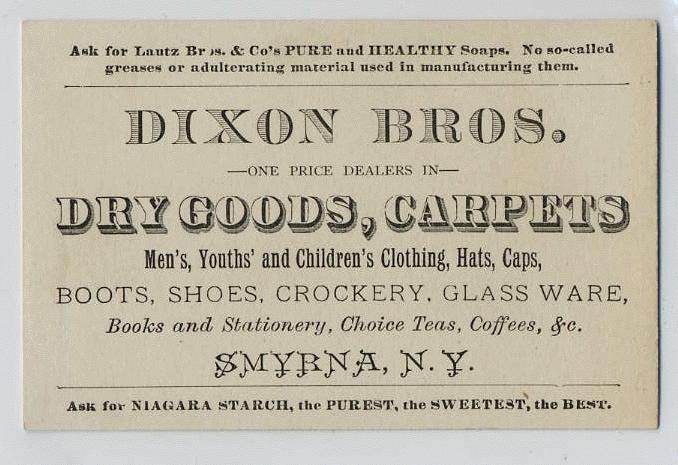 Ask for Lautz Bros. & Co's PURE and HEALTHY Soaps. No so-called
greases or adulterating material used in manufacturing them.
DIXON BROS.
—ONE PRICE DEALERS IN—
DRY GOODS, CARPETS
Men's, Youths' and Children's Clothing, Hats, Caps,
BOOTS, SHOES, CROCKERY. GLASS WARE,
Books and Stationery, Choice Teas, Coffees, &c.
SMYRNA, N. Y.
Ask for NIAGARA STARCH, the PUREST, the SWEETEST, the BEST.